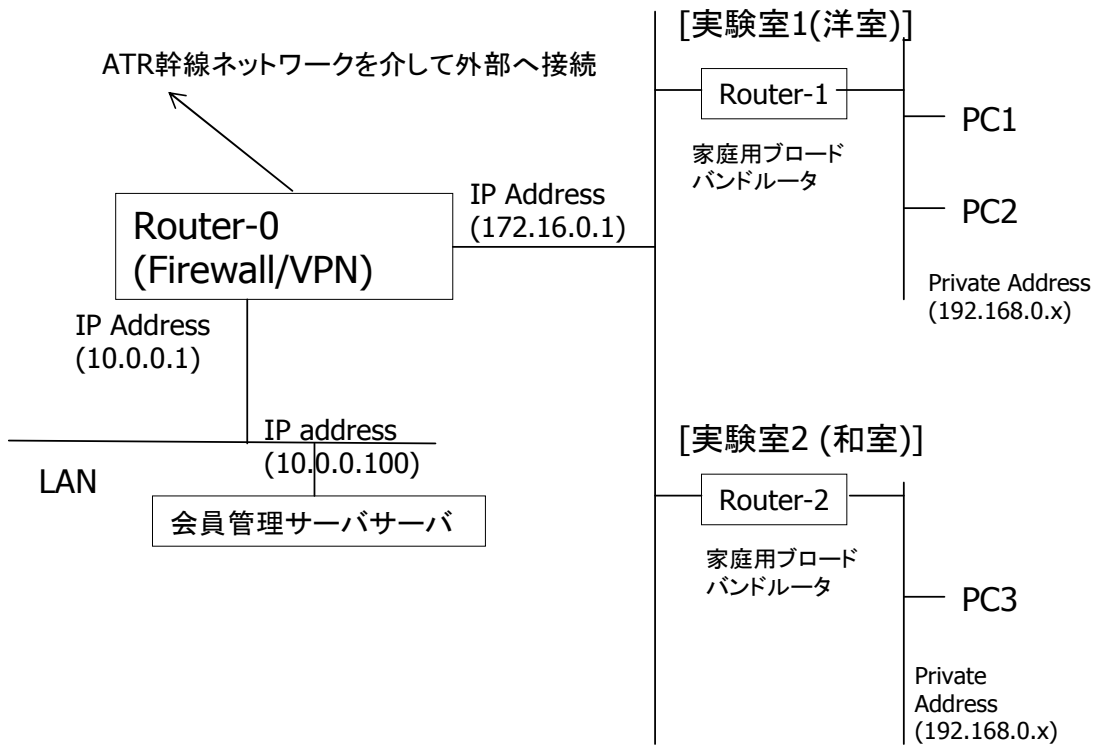 ATR幹線ネットワークを介して外部へ接続
Router-0
(Firewall/VPN)
IP Address
(172.16.0.1)
IP Address
(10.0.0.1)
IP address
(10.0.0.100)
LAN
会員管理サーバサーバ
[実験室1(洋室)]
Router-1
家庭用ブロード
バンドルータ
PC1
PC2
Private Address
(192.168.0.x)
[実験室2 (和室)]
Router-2
家庭用ブロード
バンドルータ
PC3
Private
Address
(192.168.0.x)